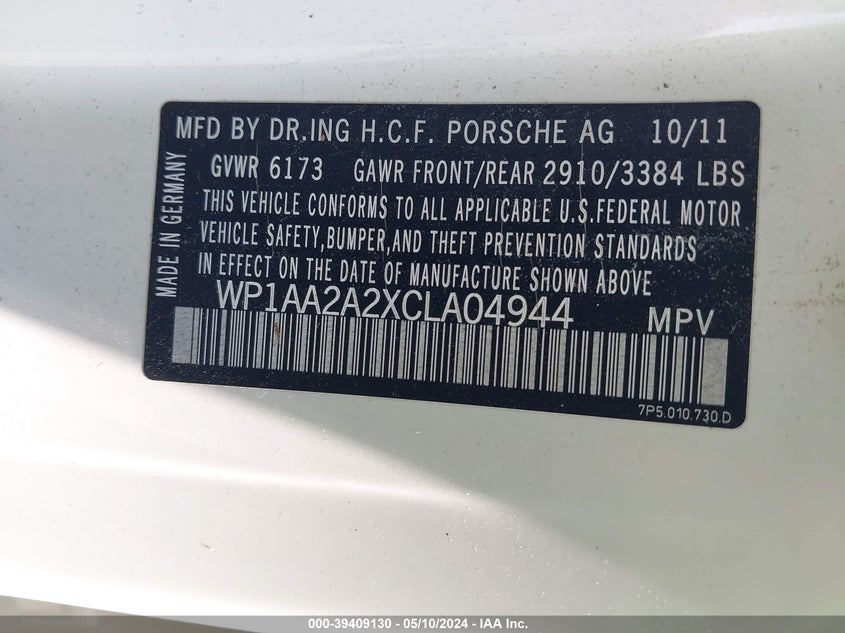 MFD BY DR.ING H.C.F. PORSCHE AG 10/11
GVWR 6173 GAWR FRONT/REAR 2910/3384 LBS
THIS VEHICLE CONFORMS TO ALL APPLICABLE U.S.FEDERAL MOTOR
VEHICLE SAFETY,BUMPER,AND THEFT PREVENTION STANDARDS
IN EFFECT ON THE DATE OF MANUFACTURE SHOWN ABOVE
WP1AA2A2XCLA04944 MPV
7P5.010.730.D
MADE IN GERMANY
000-39409130 - 05/10/2024 - IAA Inc.